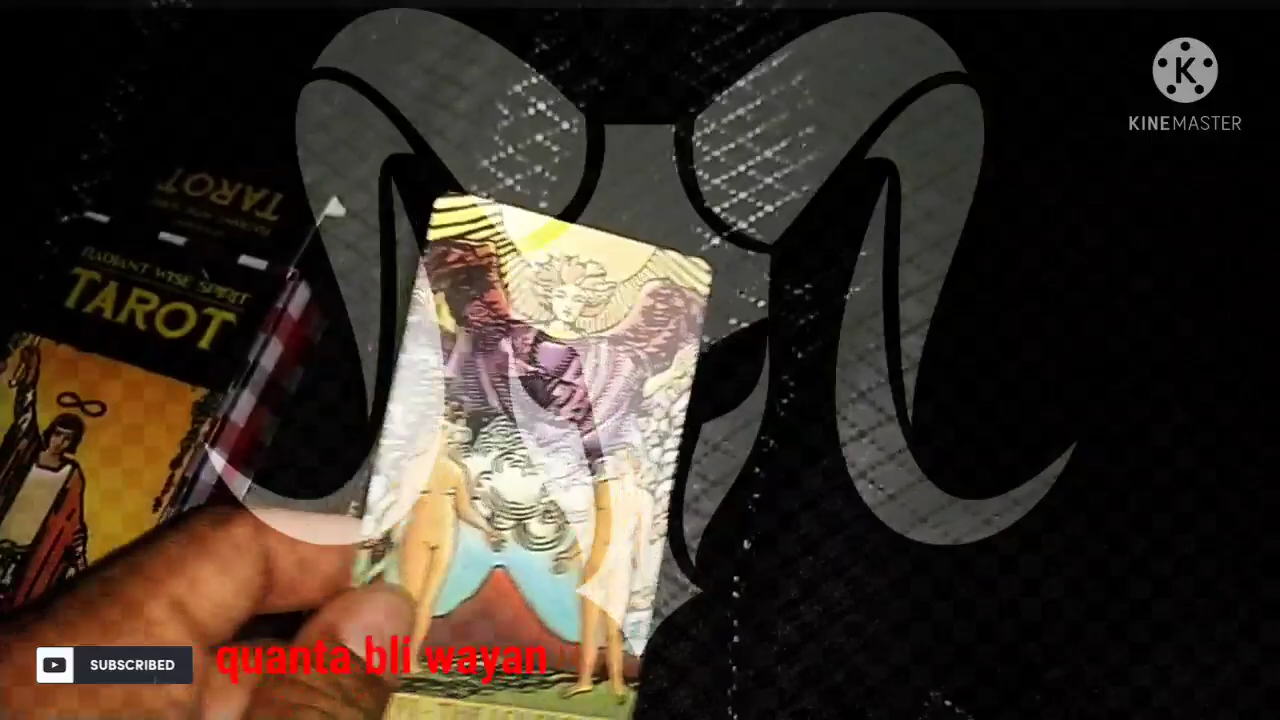 KINEMASTER
TAROT
RADIANT WISE SPIRIT
TAROT
SUBSCRIBED
quanta bli wayan